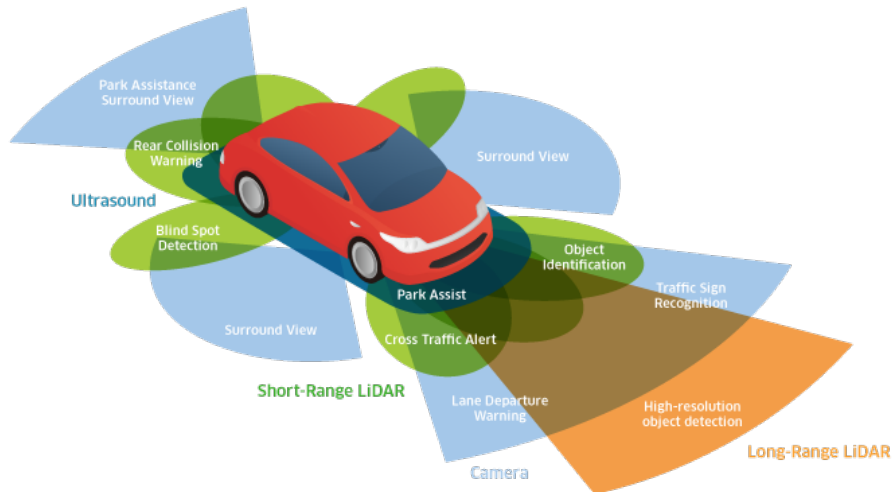 Park Assistance
Surround View
Rear Collision
Warning
Surround View
Ultrasound
Blind Spot
Detection
Object
Identification
Park Assist
Traffic Sign
Recognition
Surround View
Cross Traffic Alert
Short-Range LiDAR
Lane Departure
Warning
High-resolution
object detection
Long-Range LiDAR
Camera